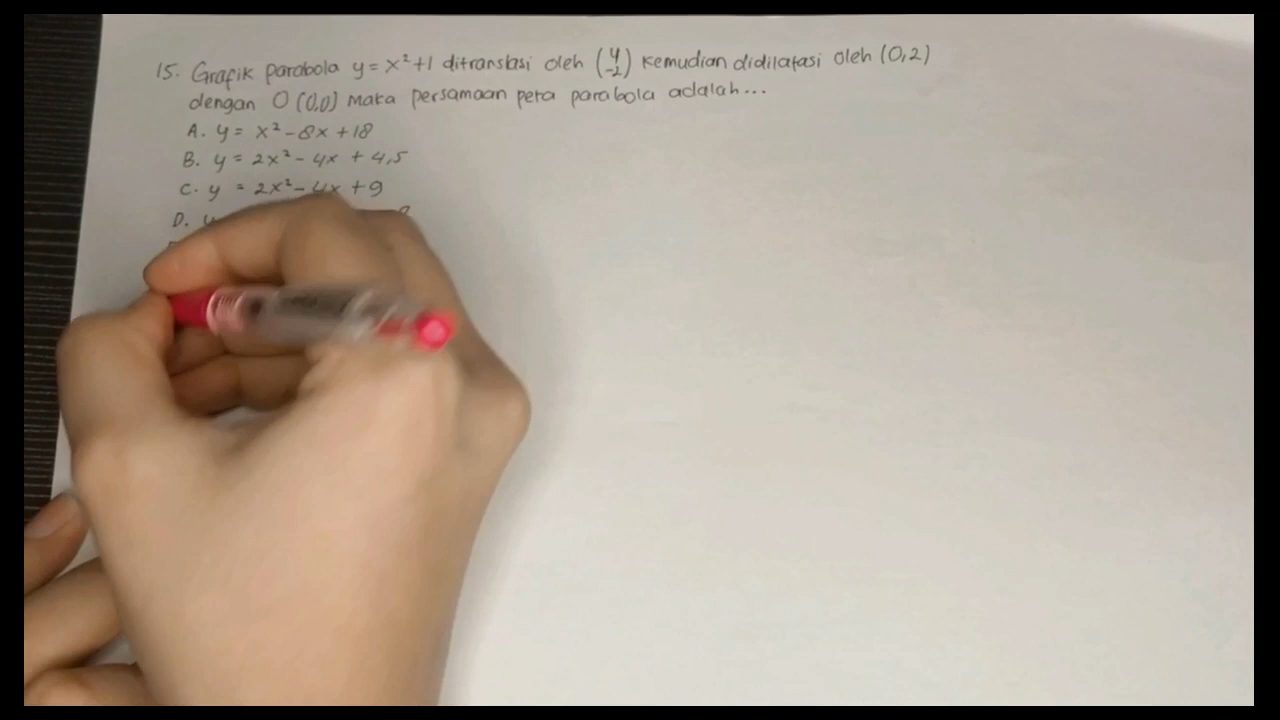 15. Grafik parabola y = x² + 1 ditranslasi oleh (4 -2) kemudian didilatasi oleh (0,2)
dengan O (0,0) Maka persamaan peta parabola adalah...
A. y = x² - 8x + 18
B. y = 2x² - 4x + 4,5
C. y = 2x² - 4x + 9
D. y